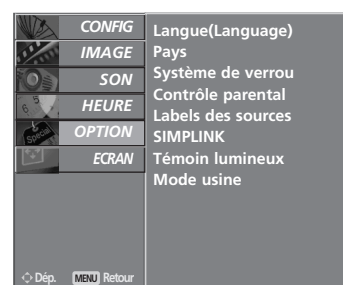 CONFIG
IMAGE
SON
HEURE
OPTION
ECRAN
Langue(Language)
Pays
Système de verrou
Contrôle parental
Labels des sources
SIMPLINK
Témoin lumineux
Mode usine
Special
Dép. MENU Retour